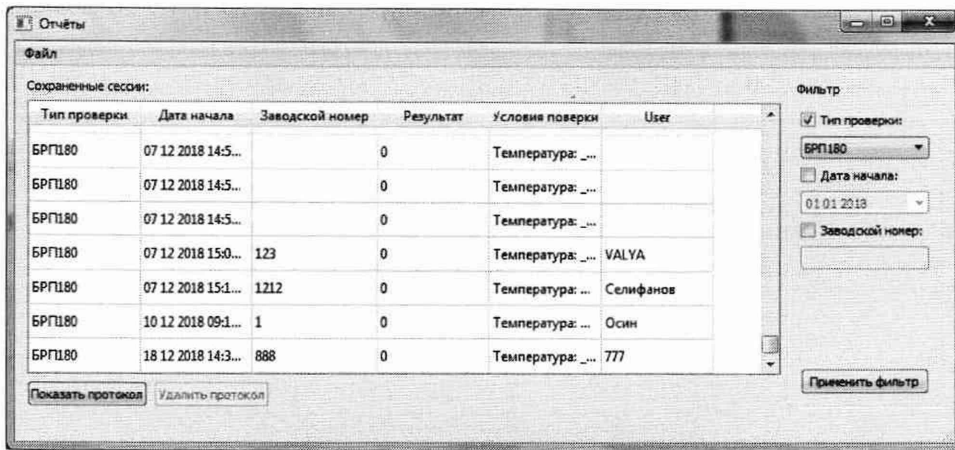 Отчёты
Файл
Сохраненные сессии:
Тип проверки Дата начала Заводской номер Результат Условия поверки User
БРП180 07 12 2018 14:5... 0 Температура: _...
БРП180 07 12 2018 14:5... 0 Температура: _...
БРП180 07 12 2018 14:5... 0 Температура: _...
БРП180 07 12 2018 15:0... 123 0 Температура: _... VALYA
БРП180 07 12 2018 15:1... 1212 0 Температура: ... Селифанов
БРП180 10 12 2018 09:1... 1 0 Температура: ... Осин
БРП180 18 12 2018 14:3... 888 0 Температура: _... 777
Показать протокол Удалить протокол
Фильтр
Тип проверки:
БРП180
Дата начала:
01 01 2018
Заводской номер:
Применить фильтр